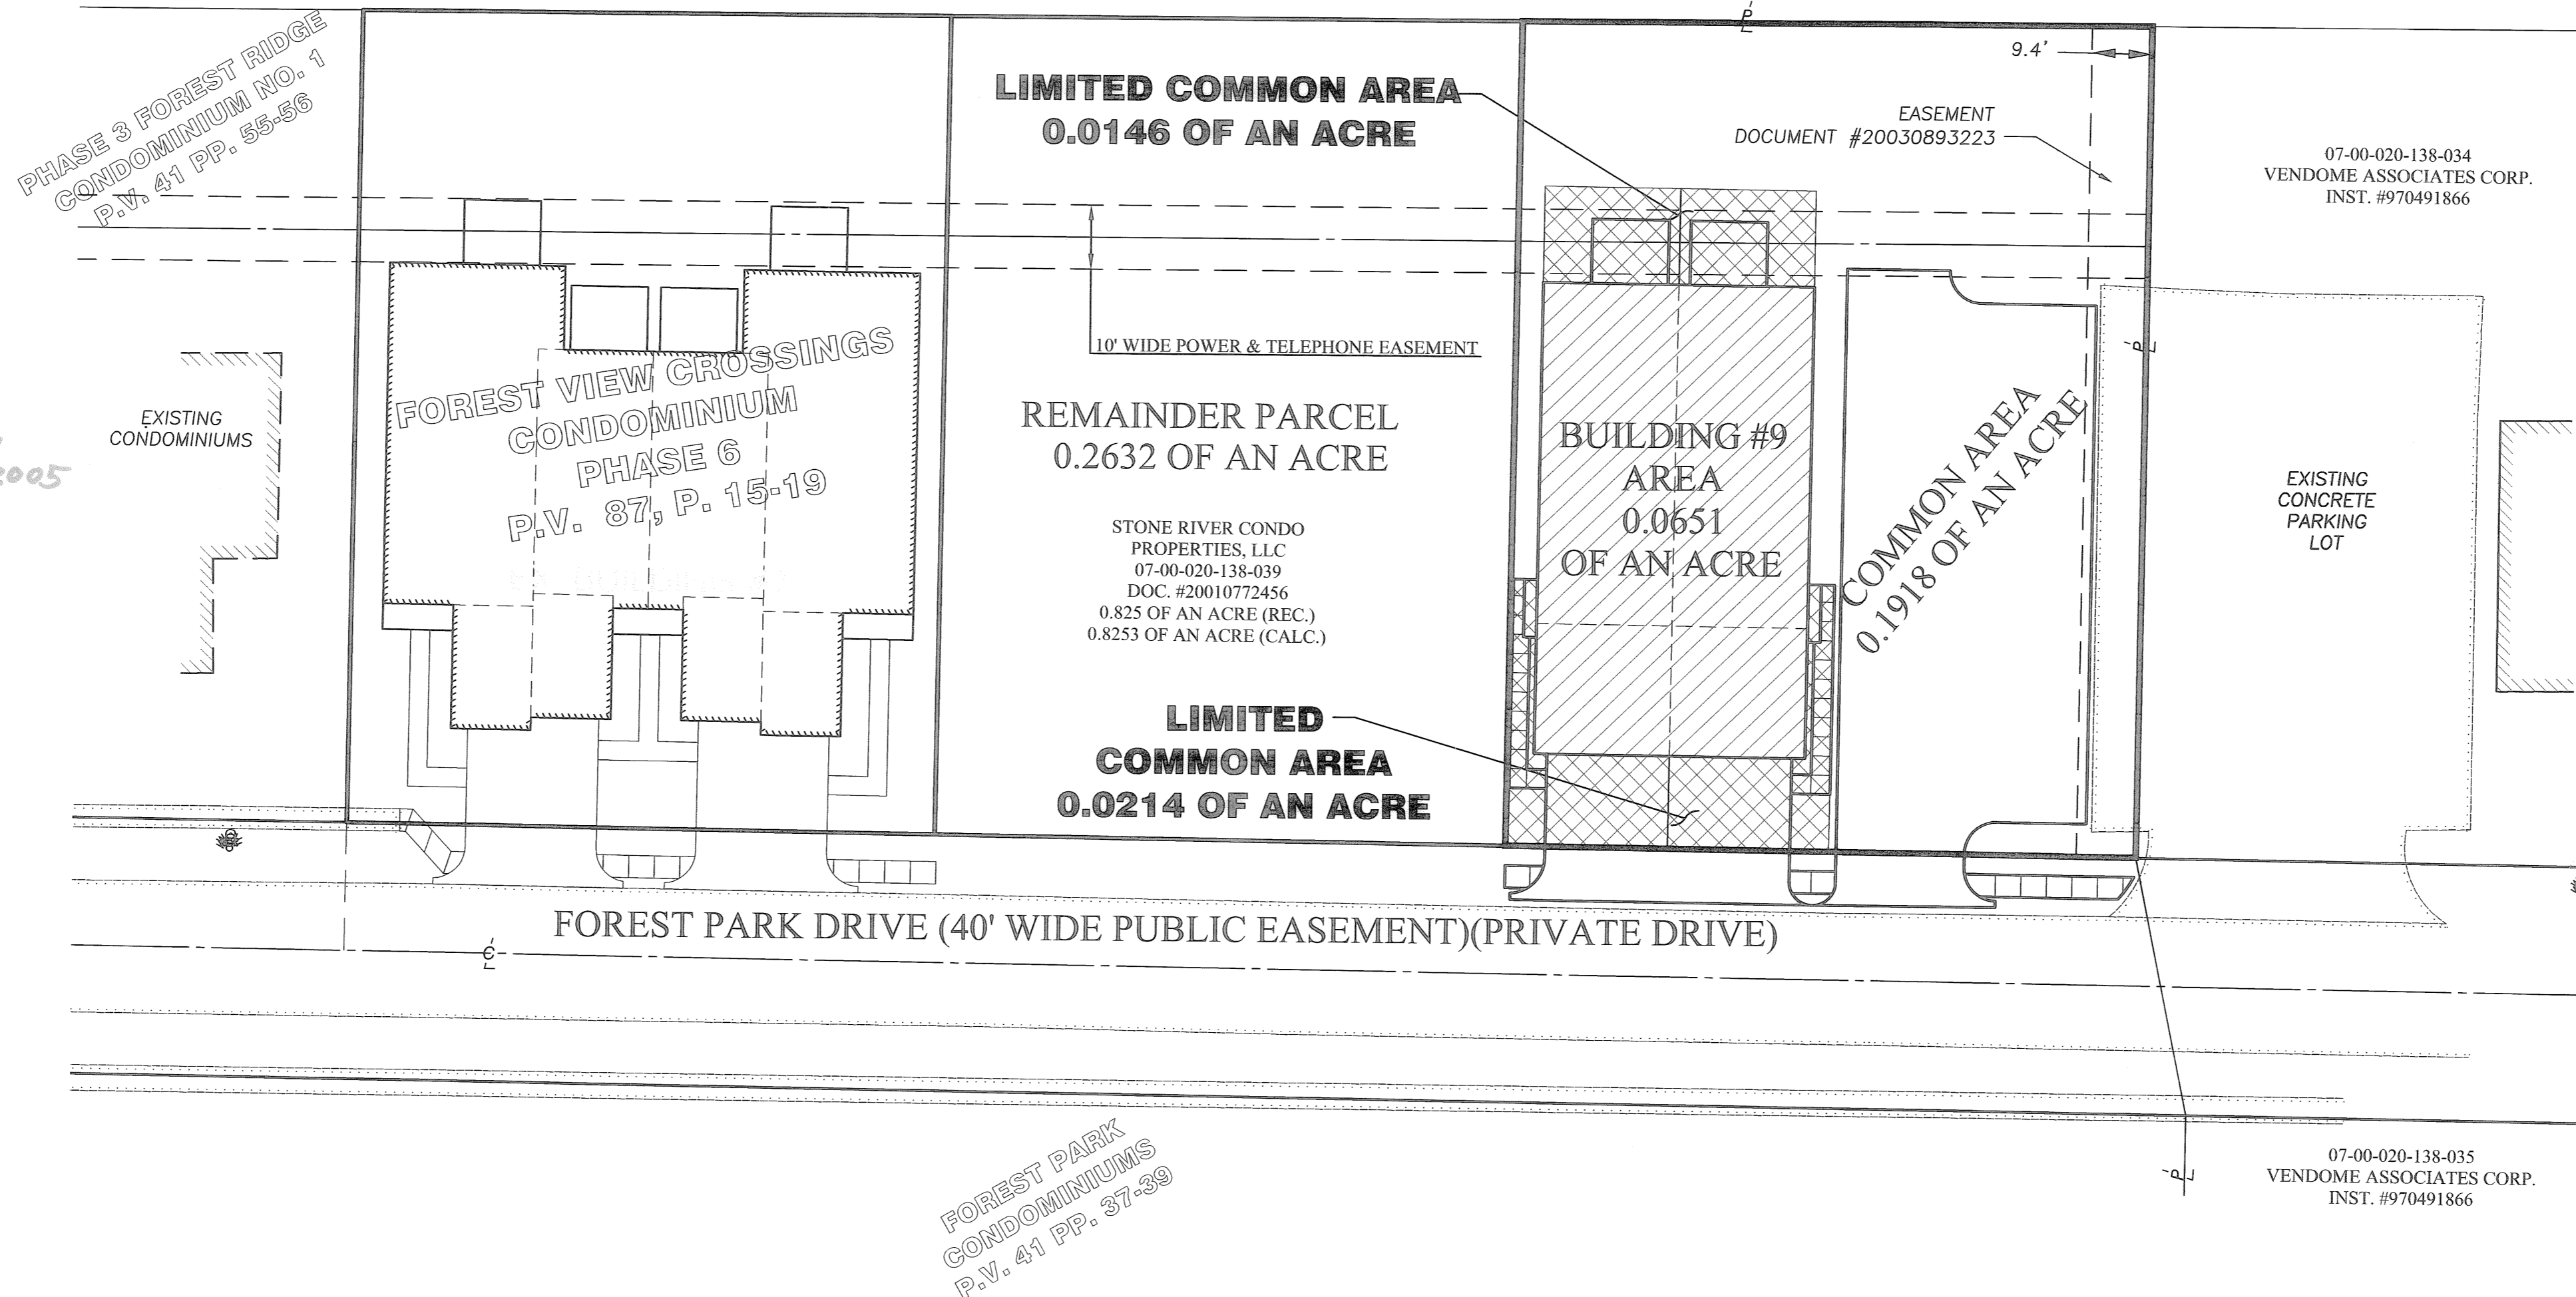 PHASE 3 FOREST RIDGE
CONDOMINIUM NO. 1
P.V. 41 PP. 55-56
LIMITED COMMON AREA
0.0146 OF AN ACRE
P
L
9.4'
EASEMENT
DOCUMENT #20030893223
07-00-020-138-034
VENDOME ASSOCIATES CORP.
INST. #970491866
10' WIDE POWER & TELEPHONE EASEMENT
P
L
EXISTING
CONDOMINIUMS
2005
FOREST VIEW CROSSINGS
CONDOMINIUM
PHASE 6
P.V. 87, P. 15-19
REMAINDER PARCEL
0.2632 OF AN ACRE
STONE RIVER CONDO
PROPERTIES, LLC
07-00-020-138-039
DOC. #20010772456
0.825 OF AN ACRE (REC.)
0.8253 OF AN ACRE (CALC.)
BUILDING #9
AREA
0.0651
OF AN ACRE
COMMON AREA
0.1918 OF AN ACRE
EXISTING
CONCRETE
PARKING
LOT
LIMITED
COMMON AREA
0.0214 OF AN ACRE
FOREST PARK DRIVE (40' WIDE PUBLIC EASEMENT)(PRIVATE DRIVE)
C
L
FOREST PARK
CONDOMINIUMS
P.V. 41 PP. 37-39
P
L
07-00-020-138-035
VENDOME ASSOCIATES CORP.
INST. #970491866